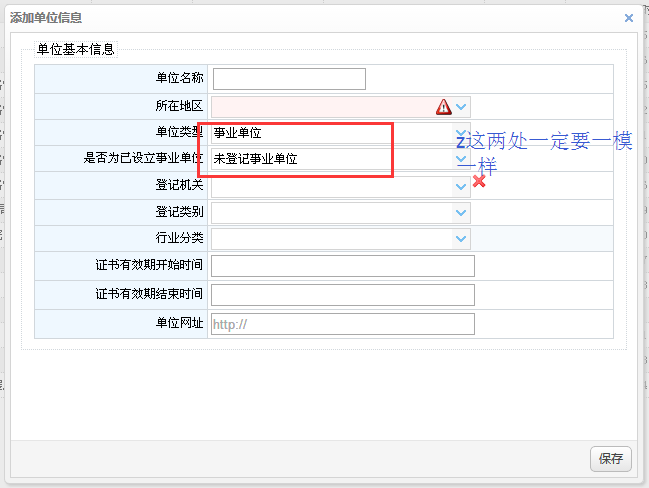 添加单位信息
单位基本信息
单位名称
所在地区
单位类型 事业单位
是否为已设立事业单位 未登记事业单位
z这两处一定要一模
一样
登记机关
登记类别
行业分类
证书有效期开始时间
证书有效期结束时间
单位网址 http://
保存